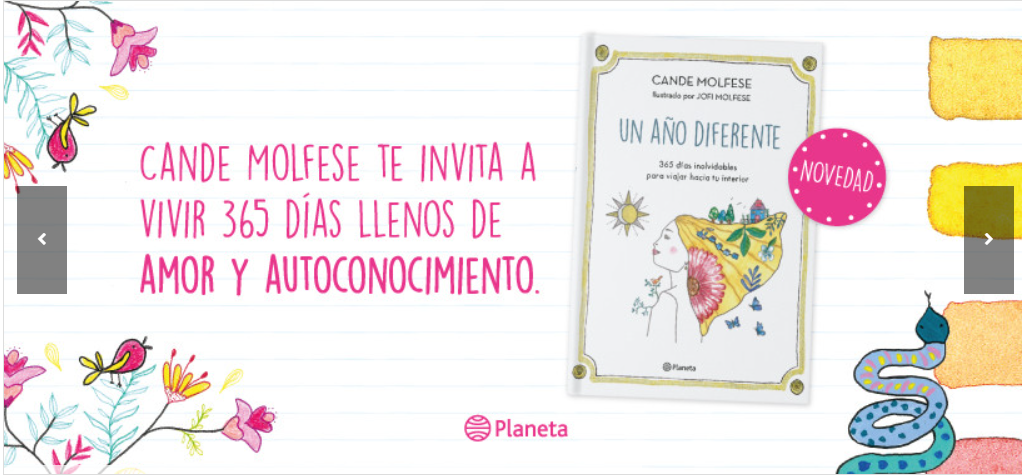 CANDE MOLFESE TE INVITA A
VIVIR 365 DÍAS LLENOS DE
AMOR Y AUTOCONOCIMIENTO.
CANDE MOLFESE
Ilustrado por JOFI MOLFESE
UN AÑO DIFERENTE
365 días inolvidables
para viajar hacia tu interior
NOVEDAD
Planeta
Planeta